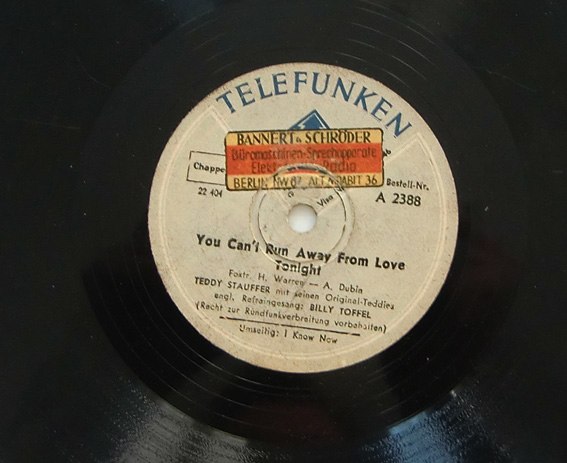 TELEFUNKEN
BANNERT & SCHRÖDER
Büromaschinen-Sprechapparate
Radio
BERLIN NW 87, ALT MOABIT 36
Chappe
22 404
Bestell-Nr.
A 2388
You Can't Run Away From Love
Tonight
Foxtr. H. Warren — A. Dubin
TEDDY STAUFFER mit seinen Original-Teddies
engl. Refraingesang: BILLY TOFFEL
(Recht zur Rundfunkverbreitung vorbehalten)
Umseitig: I Know Now